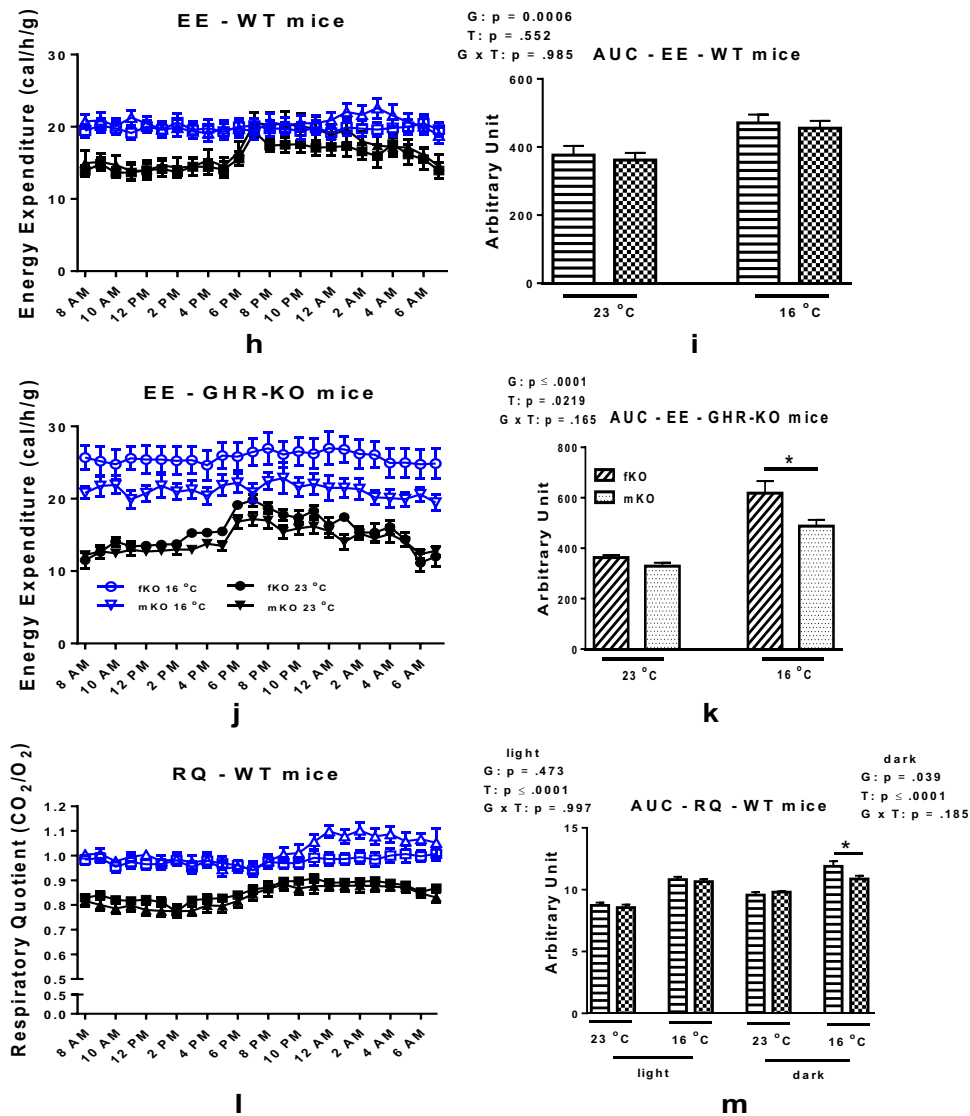 EE - WT mice
Energy Expenditure (cal/h/g)
30
20
10
0
8 AM
10 AM
12 PM
2 PM
4 PM
6 PM
8 PM
10 PM
12 AM
2 AM
4 AM
6 AM
h
G: p = 0.0006
T: p = .552
G x T: p = .985
AUC - EE - WT mice
Arbitrary Unit
600
400
200
0
23 °C
16 °C
i
EE - GHR-KO mice
Energy Expenditure (cal/h/g)
30
20
10
0
fKO 16 °C
fKO 23 °C
mKO 16 °C
mKO 23 °C
8 AM
10 AM
12 PM
2 PM
4 PM
6 PM
8 PM
10 PM
12 AM
2 AM
4 AM
6 AM
j
G: p ≤ .0001
T: p = .0219
G x T: p = .165
AUC - EE - GHR-KO mice
Arbitrary Unit
800
600
400
200
0
fKO
mKO
*
23 °C
16 °C
k
RQ - WT mice
Respiratory Quotient (CO2/O2)
1.2
1.1
1.0
0.9
0.8
0.7
0.6
0.5
0.5
0.0
8 AM
10 AM
12 PM
2 PM
4 PM
6 PM
8 PM
10 PM
12 AM
2 AM
4 AM
6 AM
l
light
G: p = .473
T: p ≤ .0001
G x T: p = .997
dark
G: p = .039
T: p ≤ .0001
G x T: p = .185
AUC - RQ - WT mice
Arbitrary Unit
15
10
5
0
*
23 °C
16 °C
23 °C
16 °C
light
dark
m